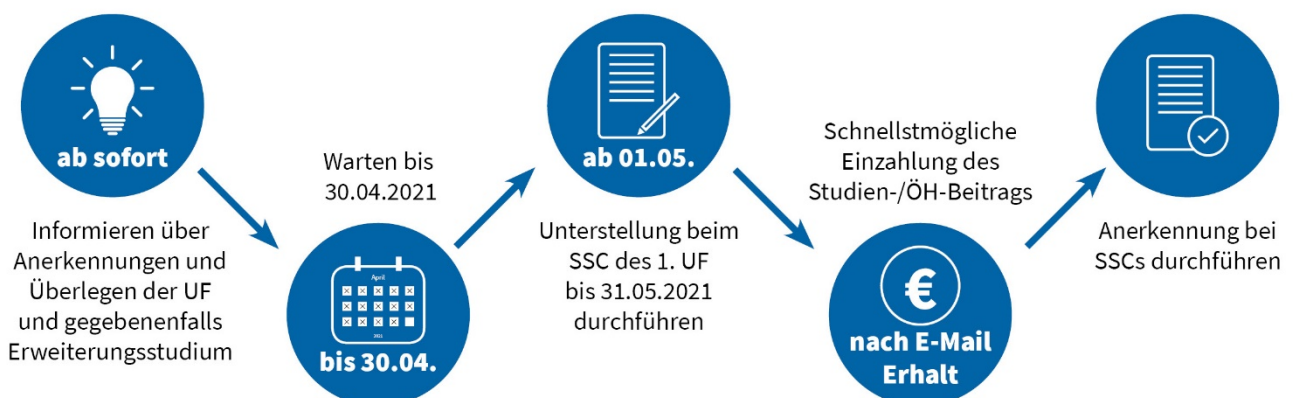 ab sofort
Informieren über
Anerkennungen und
Überlegen der UF
und gegebenenfalls
Erweiterungsstudium
Warten bis
30.04.2021
April
2021
bis 30.04.
ab 01.05.
Unterstellung beim
SSC des 1. UF
bis 31.05.2021
durchführen
Schnellstmögliche
Einzahlung des
Studien-/ÖH-Beitrags
€
nach E-Mail
Erhalt
Anerkennung bei
SSCs durchführen